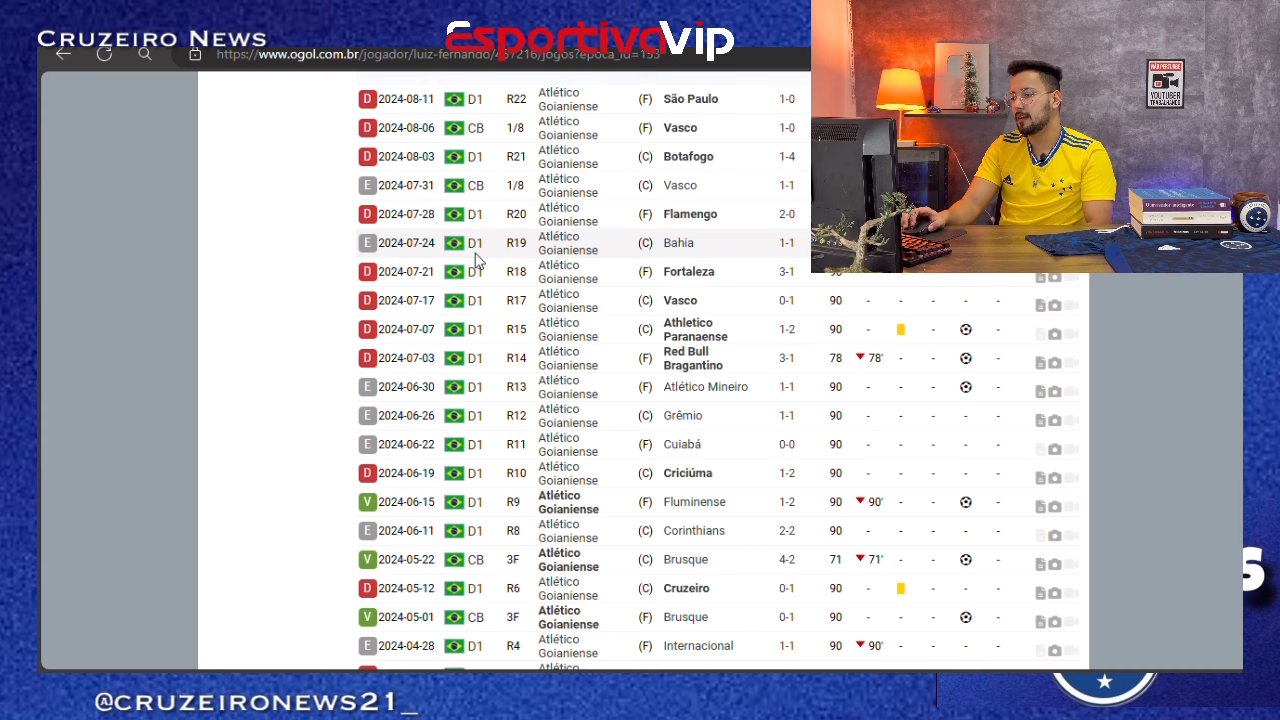 CRUZEIRO NEWS
EsportivaVip
https://www.ogol.com.br/jogador/luiz-fernando/457216/jogos?epoca_id=153
NÃO PERTURBE
YOUTUBER
TRABALHANDO
O investidor inteligente
D 2024-08-11 D1 R22 Atlético Goianiense (F) São Paulo 1-0
D 2024-08-06 CB 1/8 Atlético Goianiense (F) Vasco 1-0
D 2024-08-03 D1 R21 Atlético Goianiense (C) Botafogo 1-4
E 2024-07-31 CB 1/8 Atlético Goianiense (C) Vasco 1-1
D 2024-07-28 D1 R20 Atlético Goianiense (F) Flamengo 2-0
E 2024-07-24 D1 R19 Atlético Goianiense (C) Bahia 1-1
D 2024-07-21 D1 R18 Atlético Goianiense (F) Fortaleza 3-1 90
D 2024-07-17 D1 R17 Atlético Goianiense (C) Vasco 0-1 90 - - - - -
D 2024-07-07 D1 R15 Atlético Goianiense (C) Athletico Paranaense 1-2 90 - - -
D 2024-07-03 D1 R14 Atlético Goianiense (F) Red Bull Bragantino 3-1 78 78' - - -
E 2024-06-30 D1 R13 Atlético Goianiense (F) Atlético Mineiro 1-1 90 - - - -
E 2024-06-26 D1 R12 Atlético Goianiense (C) Grêmio 1-1 90 - - - - -
E 2024-06-22 D1 R11 Atlético Goianiense (F) Cuiabá 0-0 90 - - - - -
D 2024-06-19 D1 R10 Atlético Goianiense (C) Criciúma 1-2 90 - - - - -
V 2024-06-15 D1 R9 Atlético Goianiense (F) Fluminense 1-2 90 90' - - -
E 2024-06-11 D1 R8 Atlético Goianiense (C) Corinthians 2-2 90 - - - - -
V 2024-05-22 CB 3F Atlético Goianiense (C) Brusque 4-2 71 71' - - -
D 2024-05-12 D1 R6 Atlético Goianiense (C) Cruzeiro 0-1 90 - - - -
V 2024-05-01 CB 3F Atlético Goianiense (F) Brusque 0-1 90 - - - -
E 2024-04-28 D1 R4 Atlético Goianiense (F) Internacional 1-1 90 90' - - - -
Atlético
S
@CRUZEIRONEWS21_